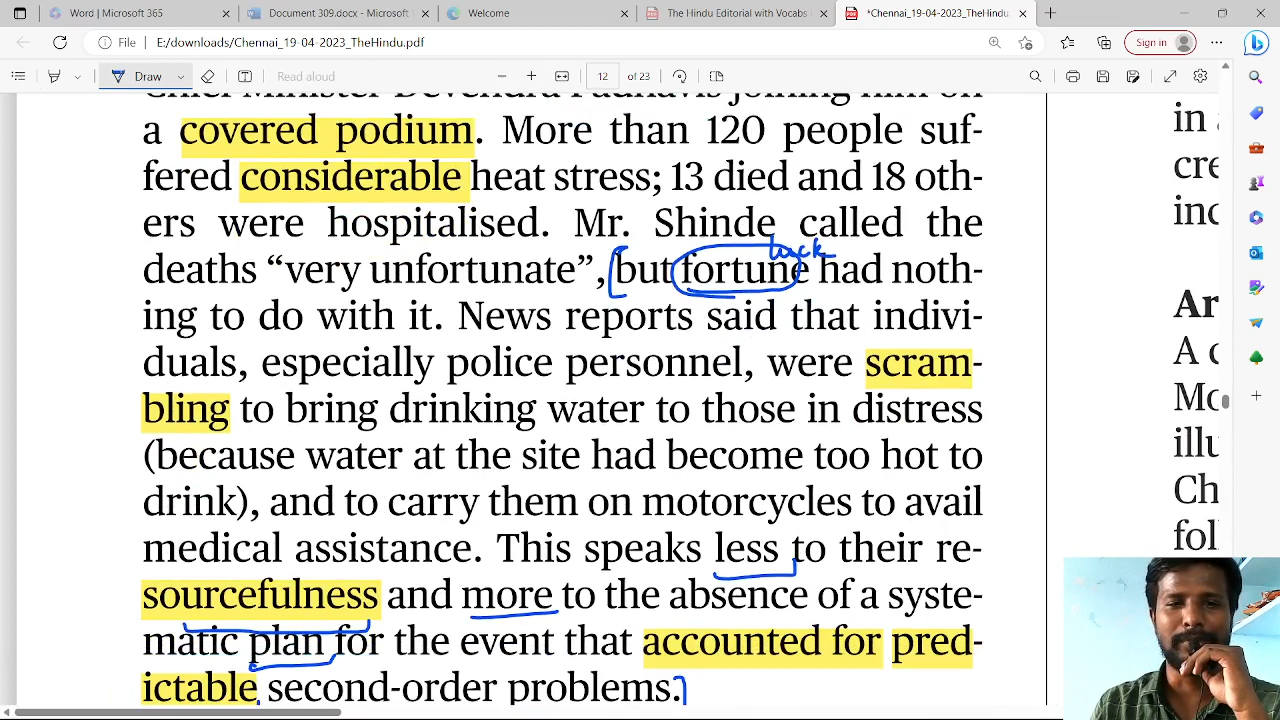 Word | Microsoft 365
Document 309.docx - Microsoft
Welcome
The Hindu Editorial with Vocabs
*Chennai_19-04-2023_TheHindu.
File
E:/downloads/Chennai_19-04-2023_TheHindu.pdf
Sign in
Draw
Read aloud
12
of 23
Chief Minister Devendra Fadnavis joining him on
a covered podium. More than 120 people suf-
fered considerable heat stress; 13 died and 18 oth-
ers were hospitalised. Mr. Shinde called the
luck
deaths “very unfortunate”, but fortune had noth-
ing to do with it. News reports said that indivi-
duals, especially police personnel, were scram-
bling to bring drinking water to those in distress
(because water at the site had become too hot to
drink), and to carry them on motorcycles to avail
medical assistance. This speaks less to their re-
sourcefulness and more to the absence of a syste-
matic plan for the event that accounted for pred-
ictable second-order problems.
in
cre
inc
Ar
A c
Mo
illu
Ch
fol